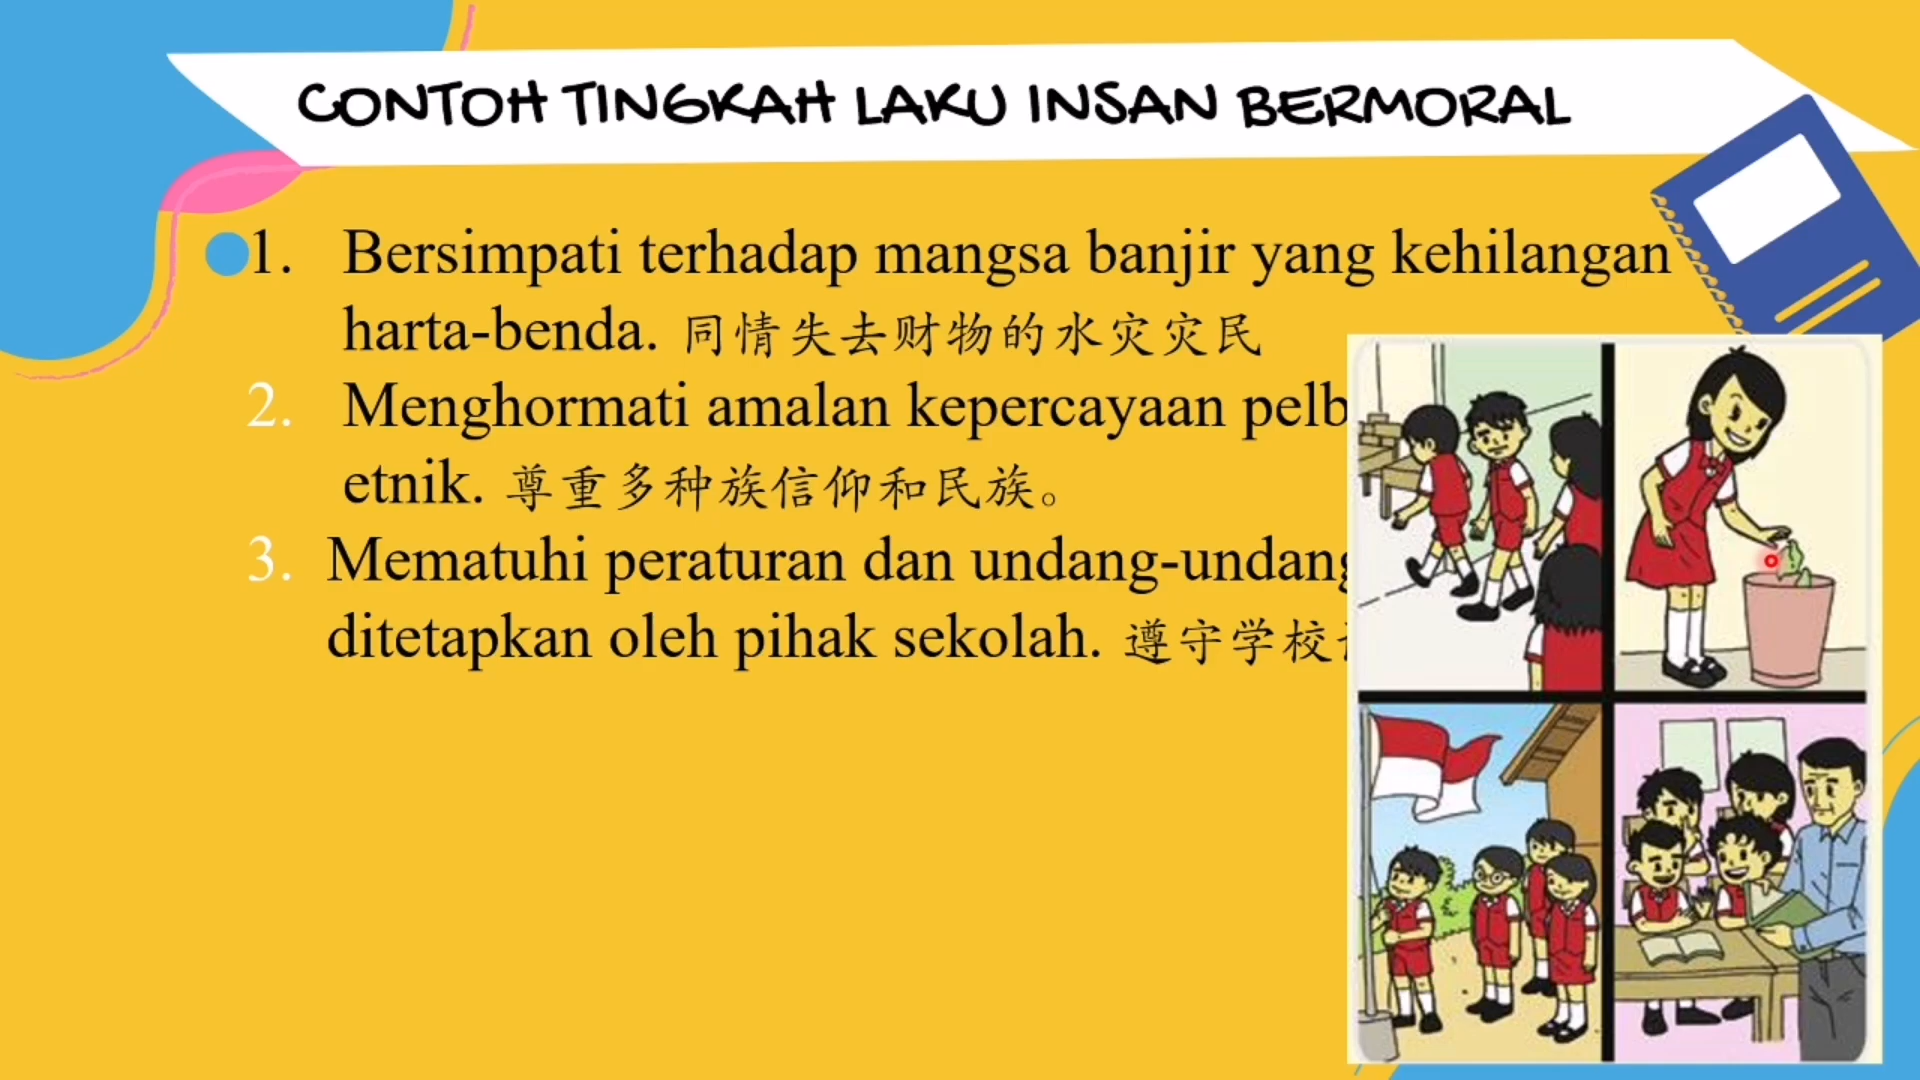 CONTOH TINGKAH LAKU INSAN BERMORAL
1. Bersimpati terhadap mangsa banjir yang kehilangan
harta-benda. 同情失去财物的水灾灾民
2. Menghormati amalan kepercayaan
etnik. 尊重多种族信仰和民族。
3. Mematuhi peraturan dan undang-undang
ditetapkan oleh pihak sekolah. 遵守学校